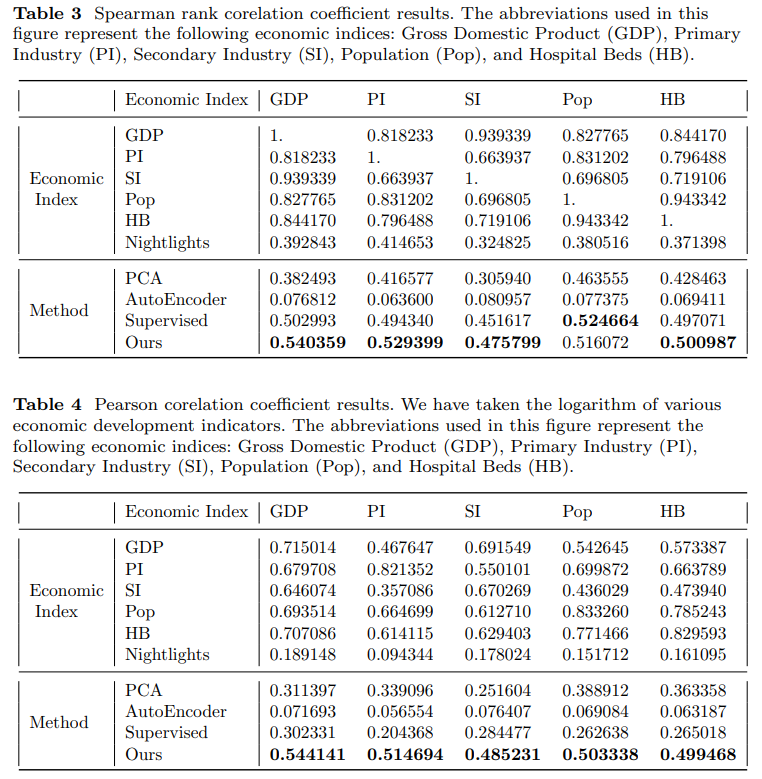 Table 3 Spearman rank corelation coefficient results. The abbreviations used in this
figure represent the following economic indices: Gross Domestic Product (GDP), Primary
Industry (PI), Secondary Industry (SI), Population (Pop), and Hospital Beds (HB).
Economic Index GDP PI SI Pop HB
GDP 1. 0.818233 0.939339 0.827765 0.844170
PI 0.818233 1. 0.663937 0.831202 0.796488
Economic SI 0.939339 0.663937 1. 0.696805 0.719106
Index Pop 0.827765 0.831202 0.696805 1. 0.943342
HB 0.844170 0.796488 0.719106 0.943342 1.
Nightlights 0.392843 0.414653 0.324825 0.380516 0.371398
PCA 0.382493 0.416577 0.305940 0.463555 0.428463
AutoEncoder 0.076812 0.063600 0.080957 0.077375 0.069411
Method Supervised 0.502993 0.494340 0.451617 0.524664 0.497071
Ours 0.540359 0.529399 0.475799 0.516072 0.500987
Table 4 Pearson corelation coefficient results. We have taken the logarithm of various
economic development indicators. The abbreviations used in this figure represent the
following economic indices: Gross Domestic Product (GDP), Primary Industry (PI),
Secondary Industry (SI), Population (Pop), and Hospital Beds (HB).
Economic Index GDP PI SI Pop HB
GDP 0.715014 0.467647 0.691549 0.542645 0.573387
PI 0.679708 0.821352 0.550101 0.699872 0.663789
Economic SI 0.646074 0.357086 0.670269 0.436029 0.473940
Index Pop 0.693514 0.664699 0.612710 0.833260 0.785243
HB 0.707086 0.614115 0.629403 0.771466 0.829593
Nightlights 0.189148 0.094344 0.178024 0.151712 0.161095
PCA 0.311397 0.339096 0.251604 0.388912 0.363358
AutoEncoder 0.071693 0.056554 0.076407 0.069084 0.063187
Method Supervised 0.302331 0.204368 0.284477 0.262638 0.265018
Ours 0.544141 0.514694 0.485231 0.503338 0.499468